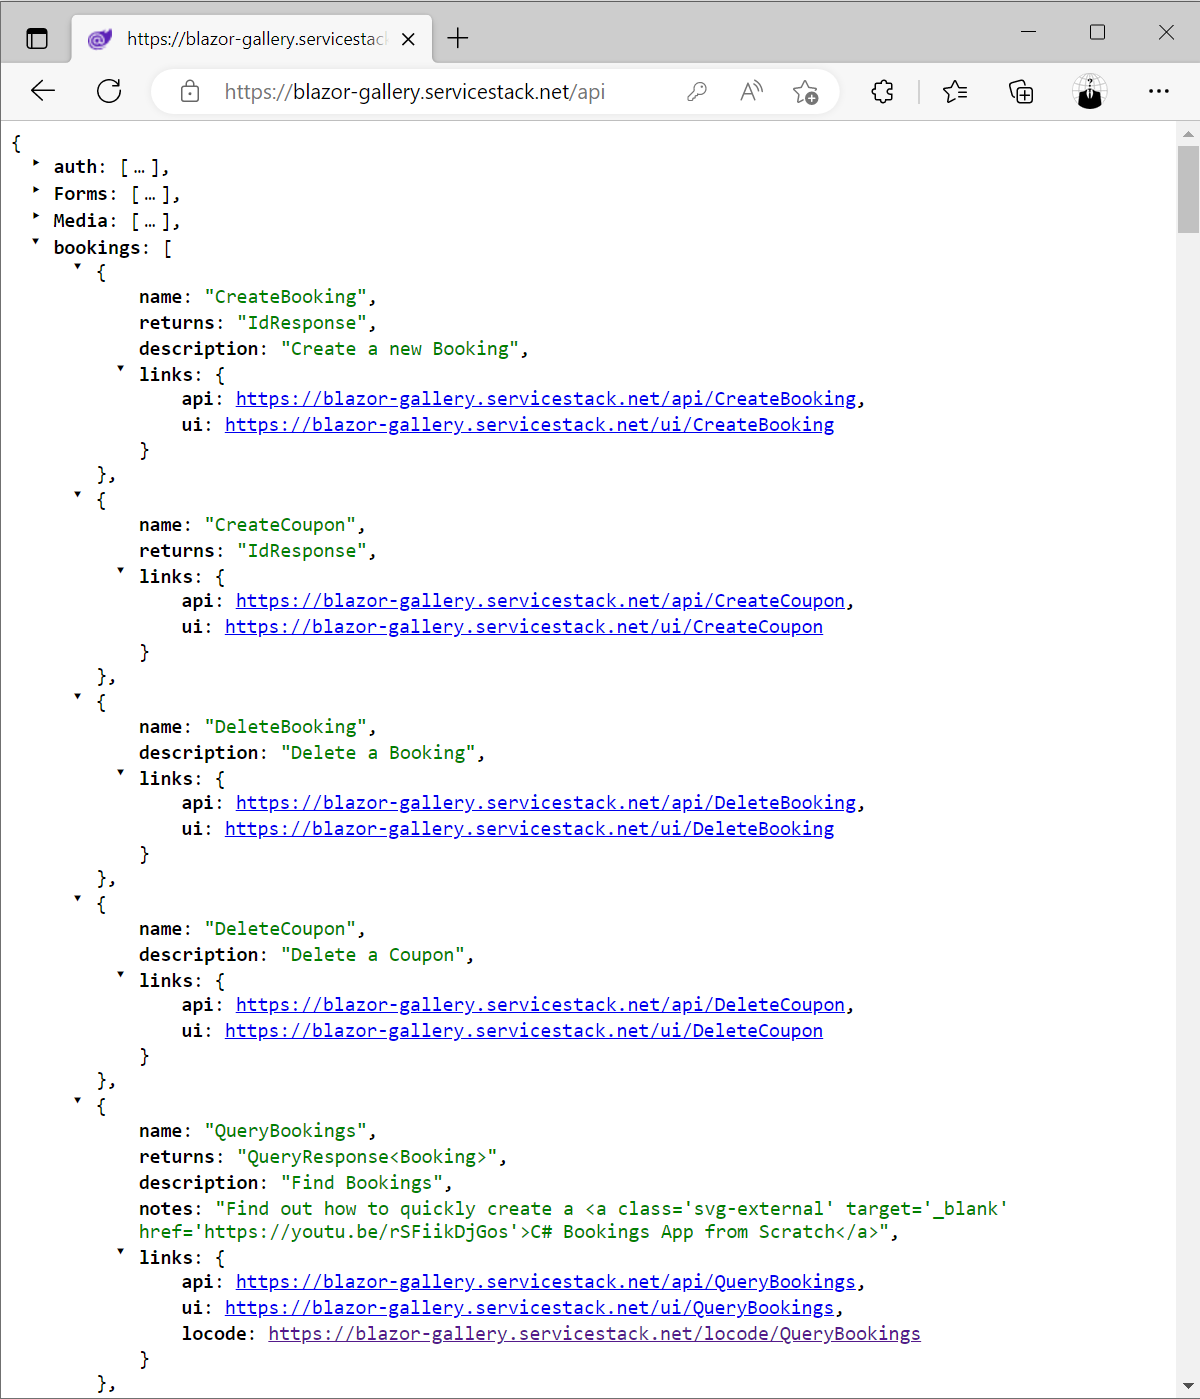 https://blazor-gallery.servicestac
https://blazor-gallery.servicestack.net/api
{
auth: […],
Forms: […],
Media: […],
bookings: [
{
name: "CreateBooking",
returns: "IdResponse",
description: "Create a new Booking",
links: {
api: https://blazor-gallery.servicestack.net/api/CreateBooking,
ui: https://blazor-gallery.servicestack.net/ui/CreateBooking
}
},
{
name: "CreateCoupon",
returns: "IdResponse",
links: {
api: https://blazor-gallery.servicestack.net/api/CreateCoupon,
ui: https://blazor-gallery.servicestack.net/ui/CreateCoupon
}
},
{
name: "DeleteBooking",
description: "Delete a Booking",
links: {
api: https://blazor-gallery.servicestack.net/api/DeleteBooking,
ui: https://blazor-gallery.servicestack.net/ui/DeleteBooking
}
},
{
name: "DeleteCoupon",
description: "Delete a Coupon",
links: {
api: https://blazor-gallery.servicestack.net/api/DeleteCoupon,
ui: https://blazor-gallery.servicestack.net/ui/DeleteCoupon
}
},
{
name: "QueryBookings",
returns: "QueryResponse<Booking>",
description: "Find Bookings",
notes: "Find out how to quickly create a <a class='svg-external' target='_blank'
href='https://youtu.be/rSFiikDjGos'>C# Bookings App from Scratch</a>",
links: {
api: https://blazor-gallery.servicestack.net/api/QueryBookings,
ui: https://blazor-gallery.servicestack.net/ui/QueryBookings,
locode: https://blazor-gallery.servicestack.net/locode/QueryBookings
}
},